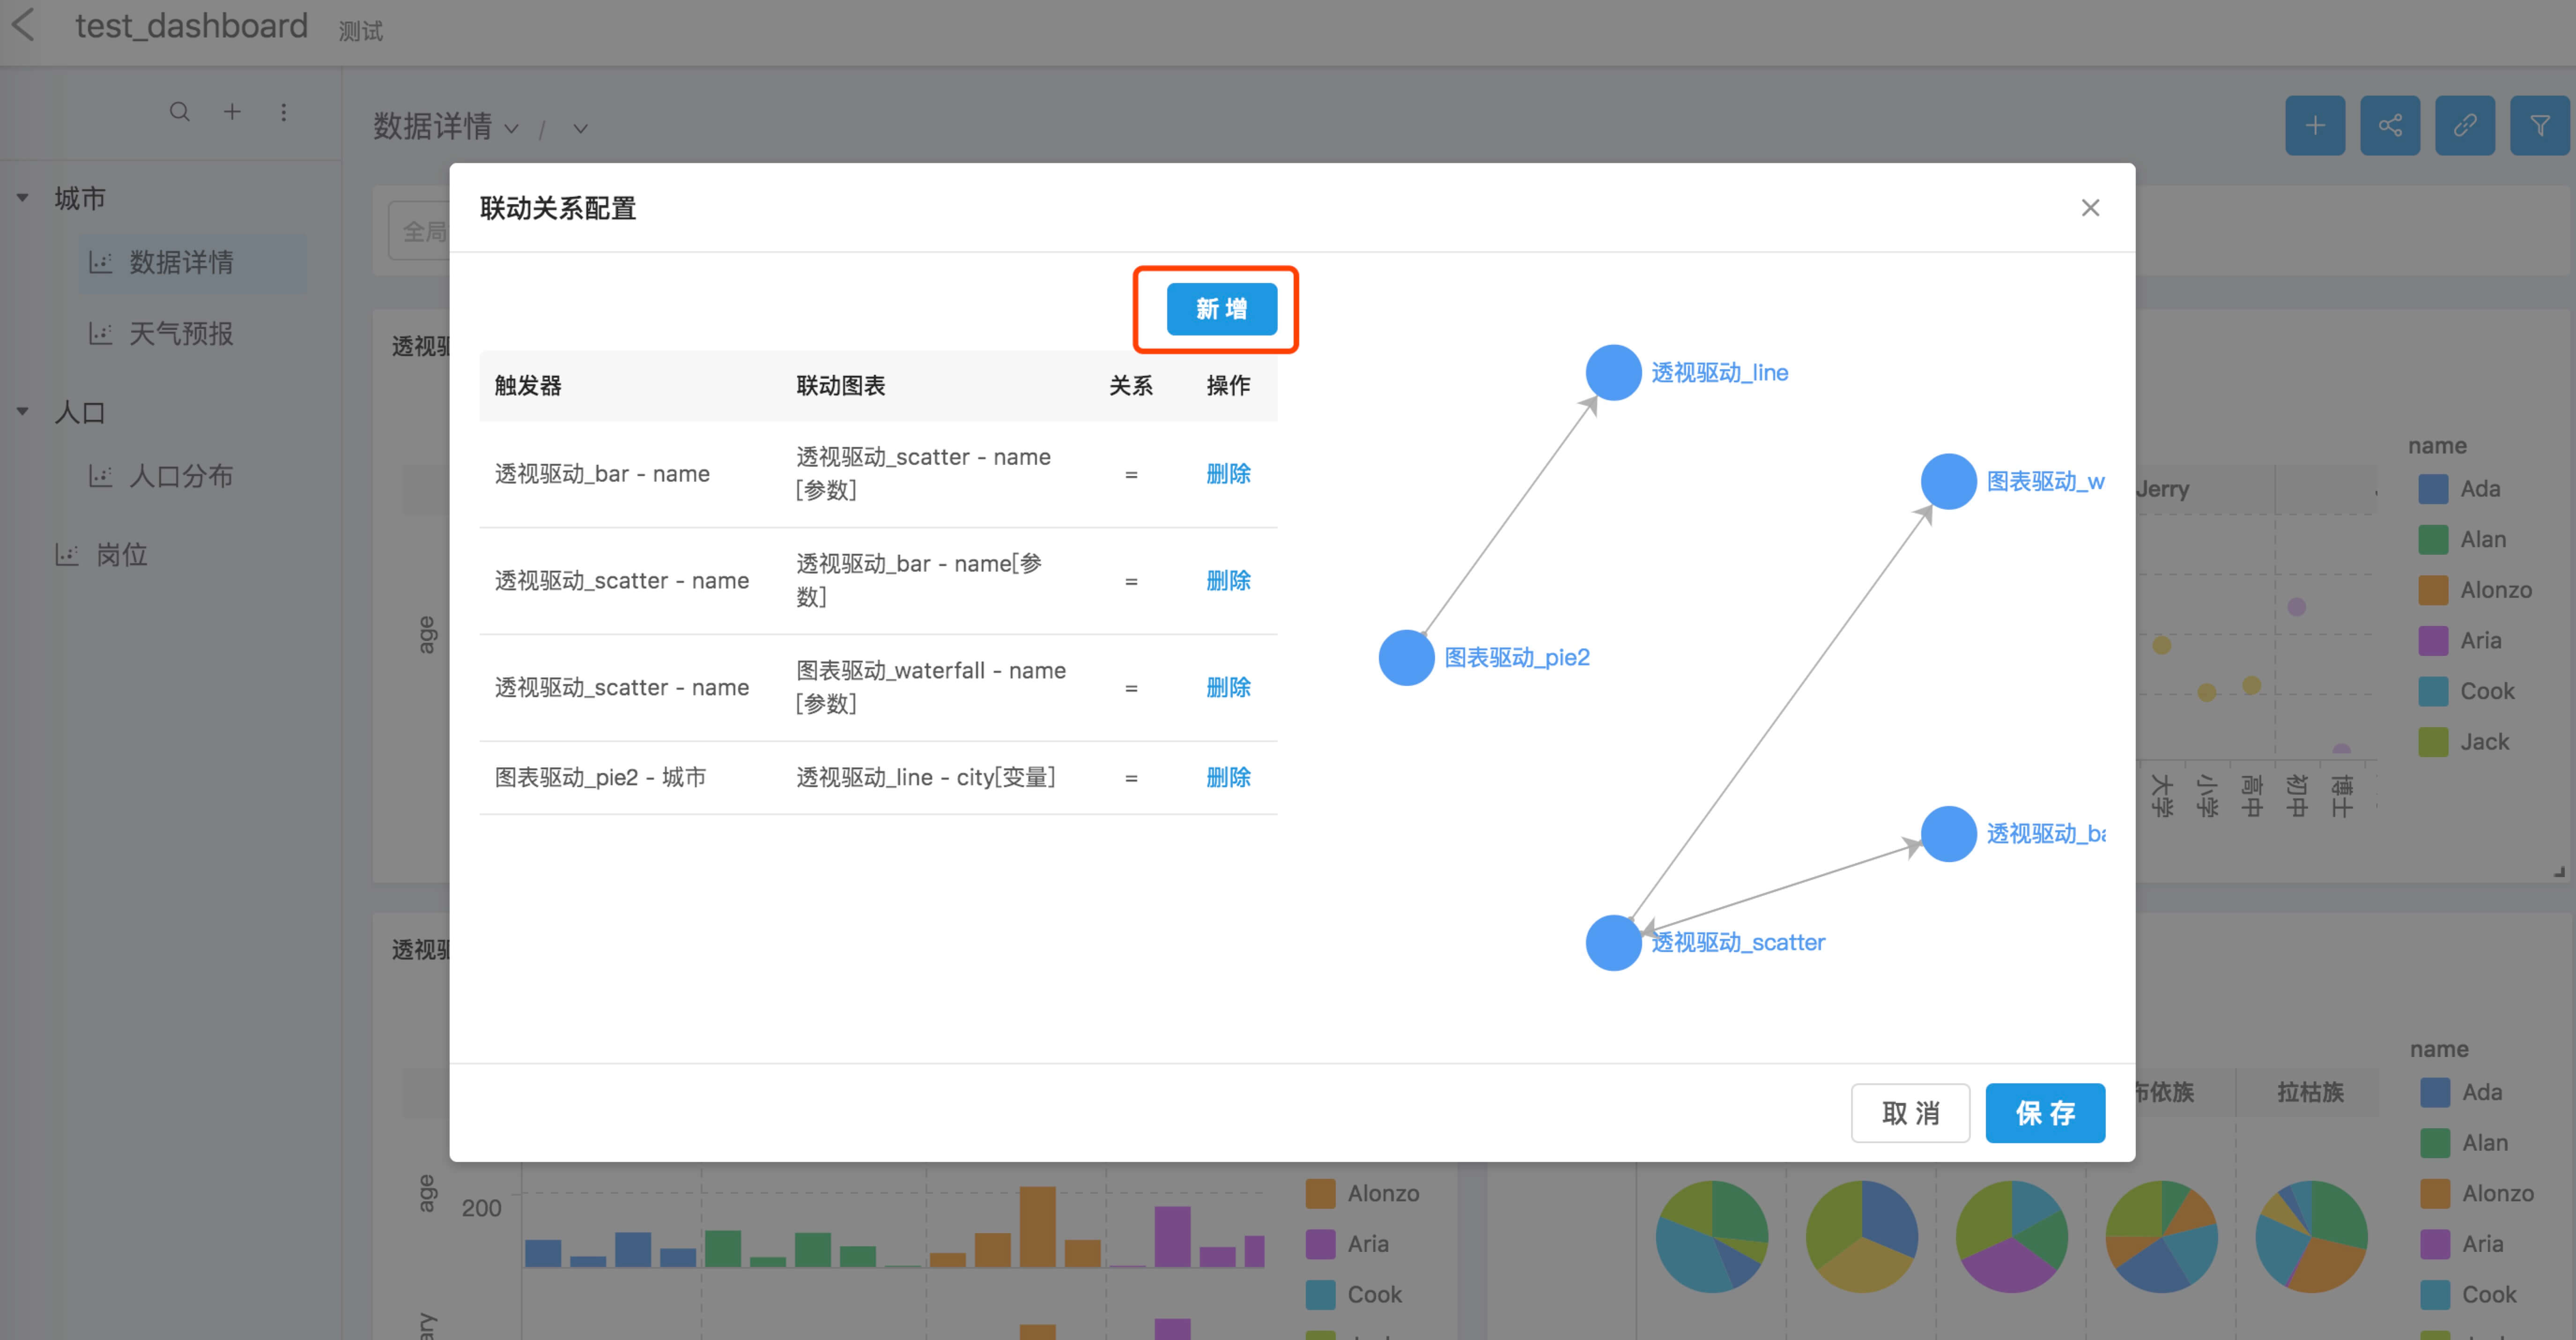 test_dashboard 测试
数据详情 /
城市
数据详情
天气预报
人口
人口分布
岗位
全局
透视驱
age
联动关系配置
新 增
触发器 联动图表 关系 操作
透视驱动_bar - name 透视驱动_scatter - name = 删除
[参数]
透视驱动_scatter - name 透视驱动_bar - name[参 = 删除
数]
透视驱动_scatter - name 图表驱动_waterfall - name = 删除
[参数]
图表驱动_pie2 - 城市 透视驱动_line - city[变量] = 删除
透视驱动_line
图表驱动_w
图表驱动_pie2
透视驱动_ba
透视驱动_scatter
取 消 保 存
Jerry
name
Ada
Alan
Alonzo
Aria
Cook
Jack
大学
小学
高中
初中
博士
透视驱
age
200
Alonzo
Aria
Cook
布依族 拉枯族
name
Ada
Alan
Alonzo
Aria
Cook